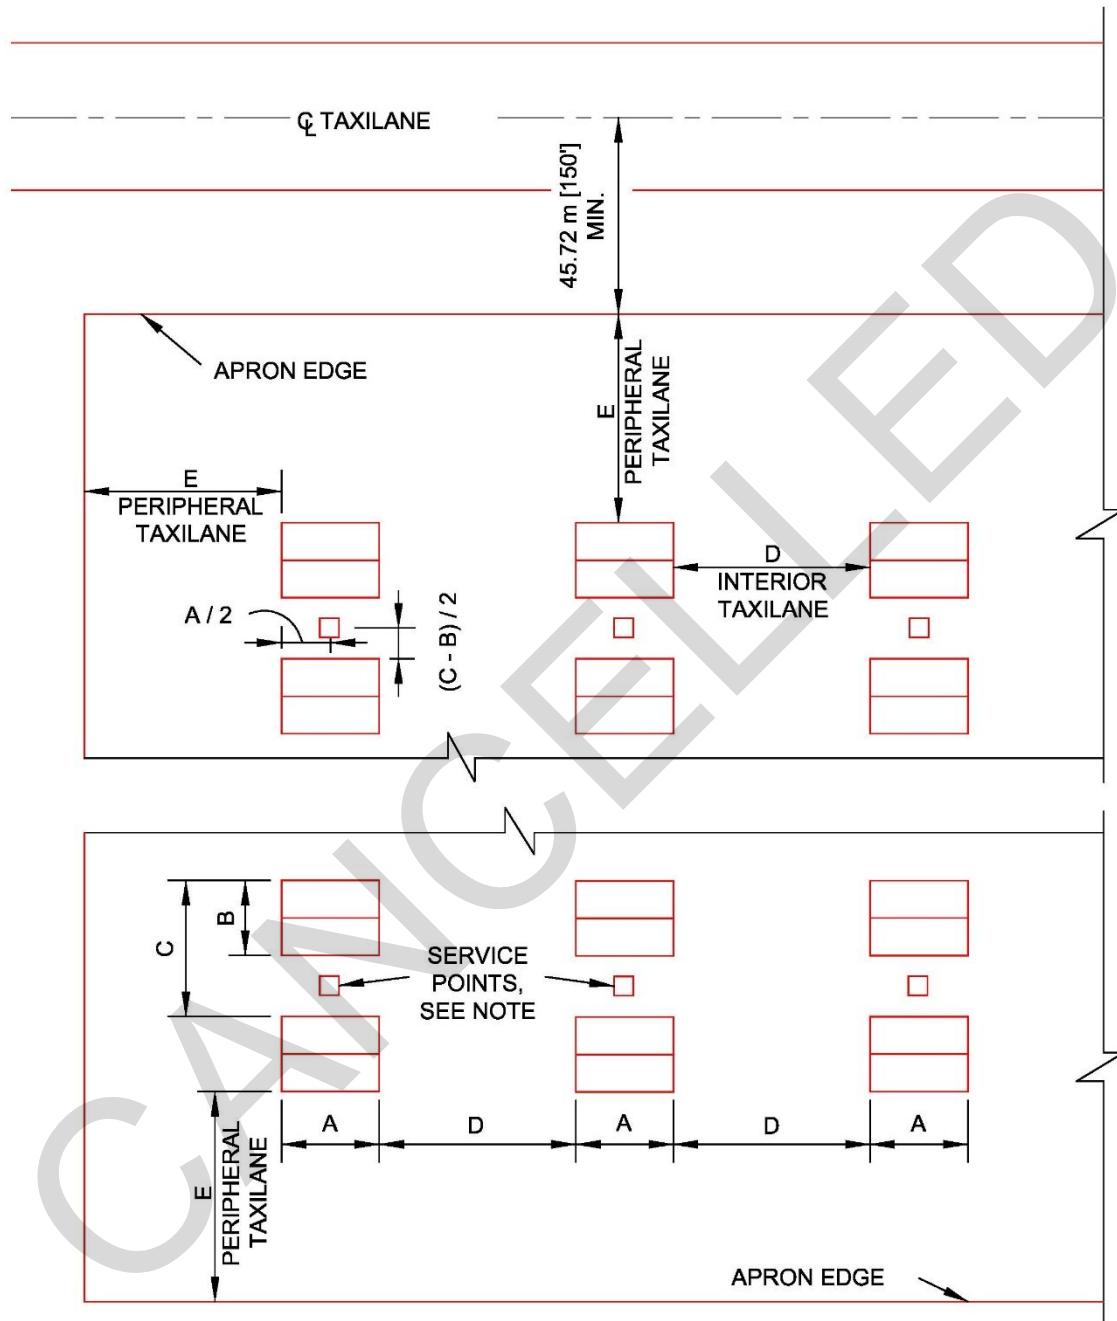 ℄ TAXILANE
45.72 m [150']
MIN.
APRON EDGE
E
PERIPHERAL
TAXILANE
E
PERIPHERAL
TAXILANE
D
INTERIOR
TAXILANE
A / 2
(C - B) / 2
C
B
SERVICE
POINTS,
SEE NOTE
A
D
A
D
A
E
PERIPHERAL
TAXILANE
APRON EDGE
CANCELLED